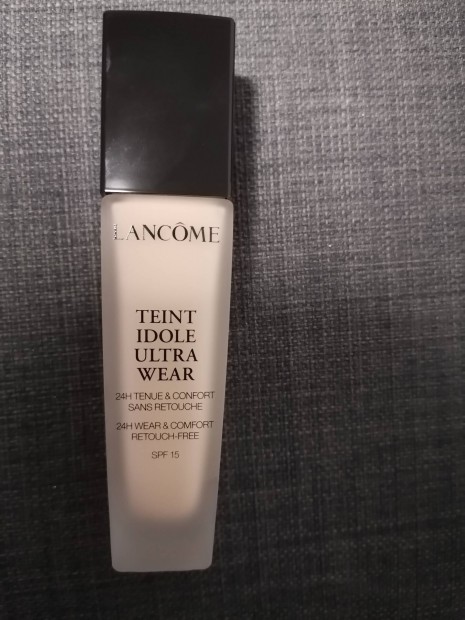 LANCÔME
TEINT
IDOLE
ULTRA
WEAR
24H TENUE & CONFORT
SANS RETOUCHE
24H WEAR & COMFORT
RETOUCH-FREE
SPF 15